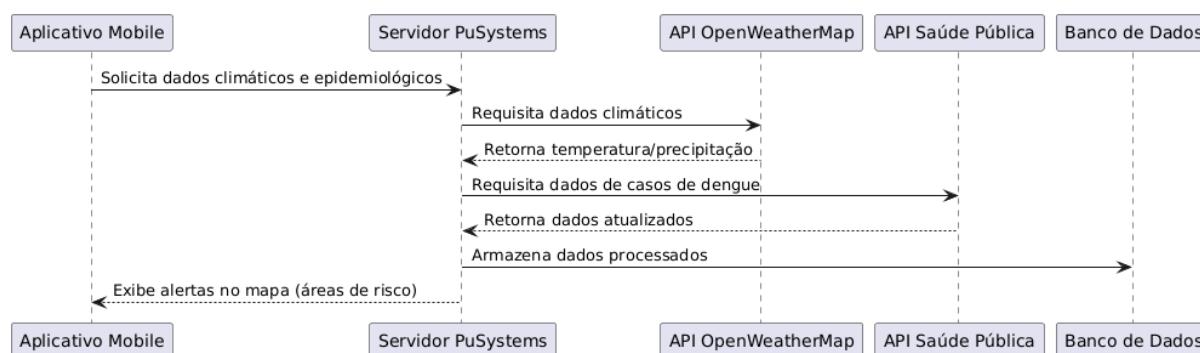 Aplicativo Mobile
Servidor PuSystems
API OpenWeatherMap
API Saúde Pública
Banco de Dados
Solicita dados climáticos e epidemiológicos
Requisita dados climáticos
Retorna temperatura/precipitação
Requisita dados de casos de dengue
Retorna dados atualizados
Armazena dados processados
Exibe alertas no mapa (áreas de risco)
Aplicativo Mobile
Servidor PuSystems
API OpenWeatherMap
API Saúde Pública
Banco de Dados